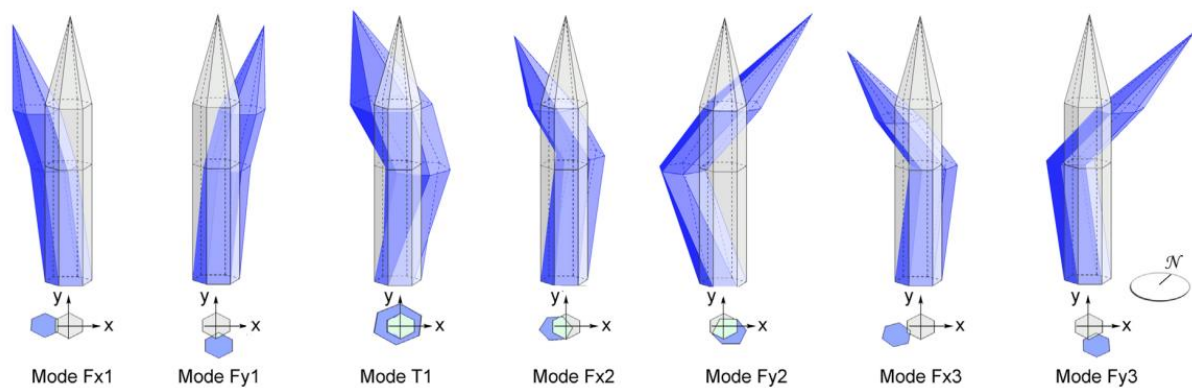 N
y y y y y y y
x x x x x x x
Mode Fx1 Mode Fy1 Mode T1 Mode Fx2 Mode Fy2 Mode Fx3 Mode Fy3